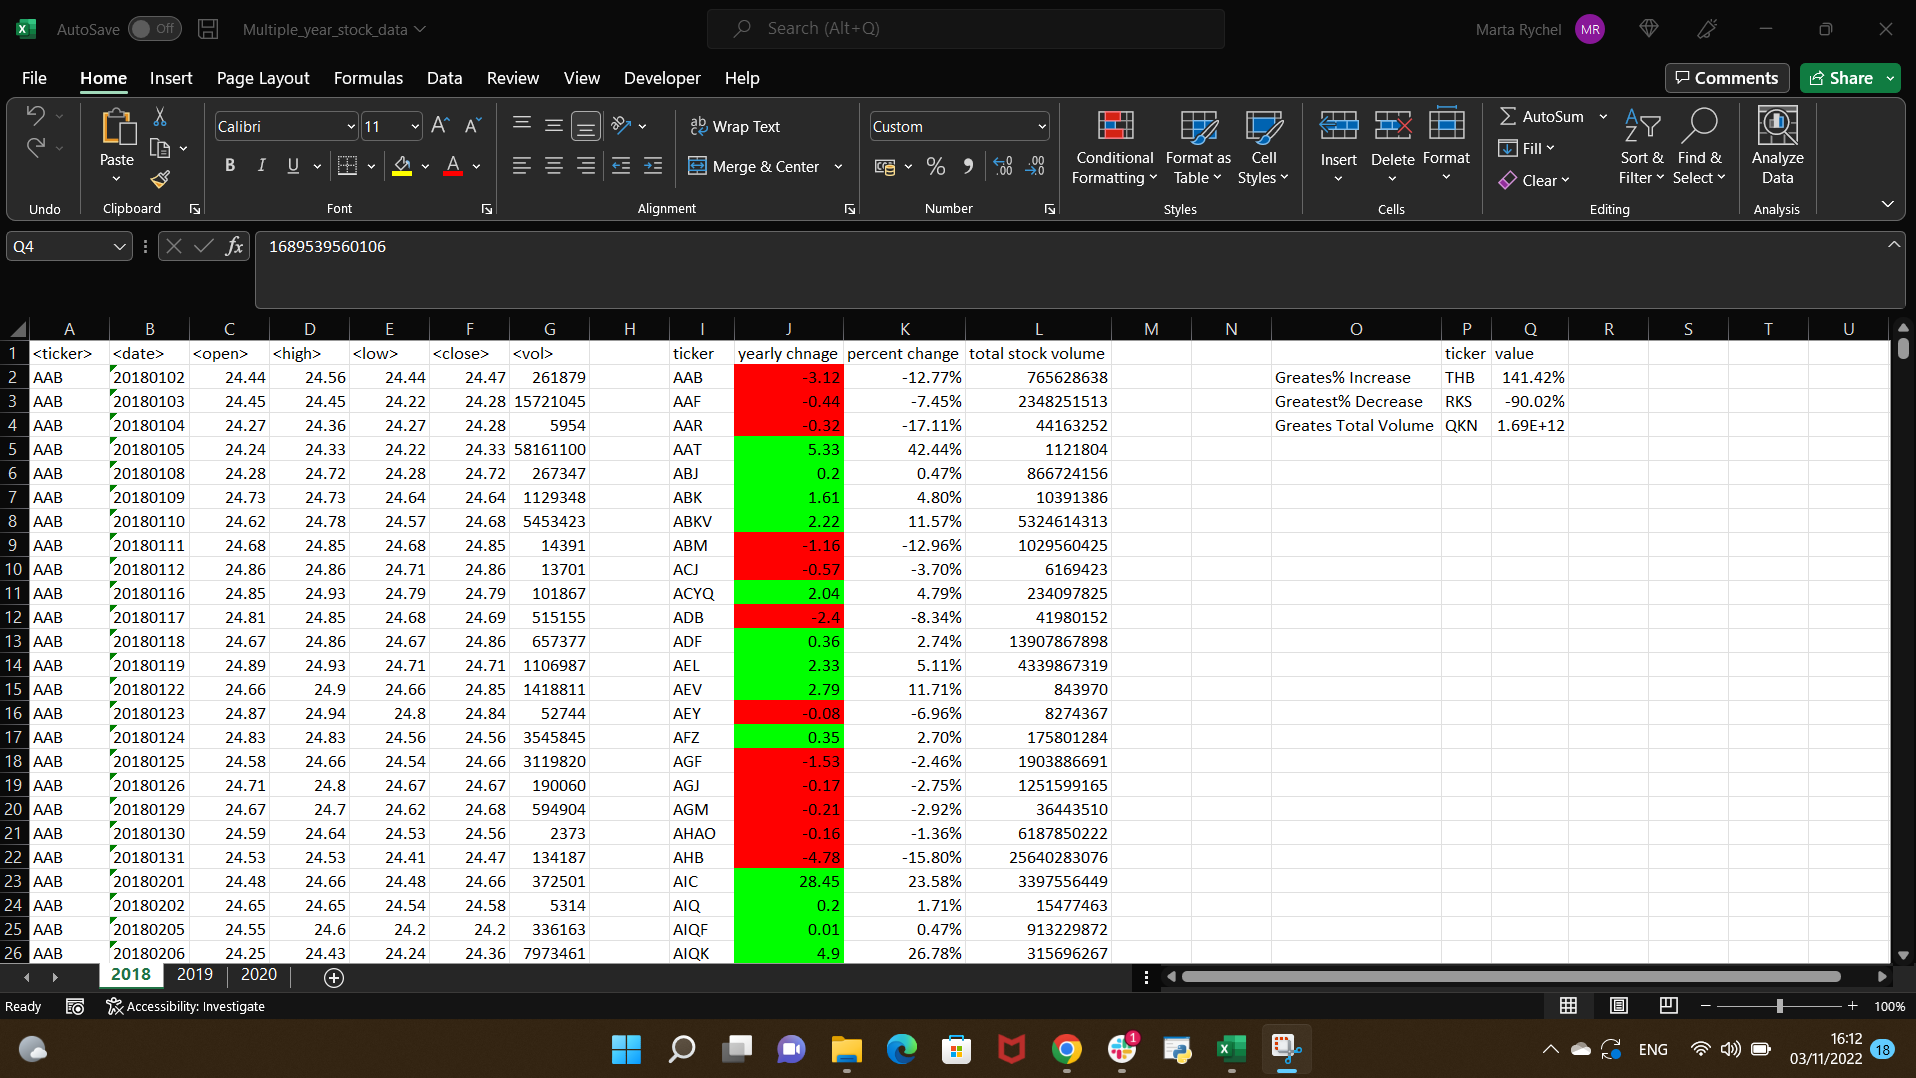 AutoSave Off Multiple_year_stock_data Search (Alt+Q) Marta Rychel MR
File Home Insert Page Layout Formulas Data Review View Developer Help Comments Share
Calibri 11 Wrap Text Custom AutoSum
Paste B I U A Merge & Center % Conditional Formatting Format as Table Cell Styles Insert Delete Format Fill Clear Sort & Filter Find & Select Analyze Data
Undo Clipboard Font Alignment Number Styles Cells Editing Analysis
Q4 fx 1689539560106
A B C D E F G H I J K L M N O P Q R S T U
1 <ticker> <date> <open> <high> <low> <close> <vol> ticker yearly chnage percent change total stock volume ticker value
2 AAB 20180102 24.44 24.56 24.44 24.47 261879 AAB -3.12 -12.77% 765628638 Greates% Increase THB 141.42%
3 AAB 20180103 24.45 24.45 24.22 24.28 15721045 AAF -0.44 -7.45% 2348251513 Greatest% Decrease RKS -90.02%
4 AAB 20180104 24.27 24.36 24.27 24.28 5954 AAR -0.32 -17.11% 44163252 Greates Total Volume QKN 1.69E+12
5 AAB 20180105 24.24 24.33 24.22 24.33 58161100 AAT 5.33 42.44% 1121804
6 AAB 20180108 24.28 24.72 24.28 24.72 267347 ABJ 0.2 0.47% 866724156
7 AAB 20180109 24.73 24.73 24.64 24.64 1129348 ABK 1.61 4.80% 10391386
8 AAB 20180110 24.62 24.78 24.57 24.68 5453423 ABKV 2.22 11.57% 5324614313
9 AAB 20180111 24.68 24.85 24.68 24.85 14391 ABM -1.16 -12.96% 1029560425
10 AAB 20180112 24.86 24.86 24.71 24.86 13701 ACJ -0.57 -3.70% 6169423
11 AAB 20180116 24.85 24.93 24.79 24.79 101867 ACYQ 2.04 4.79% 234097825
12 AAB 20180117 24.81 24.85 24.68 24.69 515155 ADB -2.4 -8.34% 41980152
13 AAB 20180118 24.67 24.86 24.67 24.86 657377 ADF 0.36 2.74% 13907867898
14 AAB 20180119 24.89 24.93 24.71 24.71 1106987 AEL 2.33 5.11% 4339867319
15 AAB 20180122 24.66 24.9 24.66 24.85 1418811 AEV 2.79 11.71% 843970
16 AAB 20180123 24.87 24.94 24.8 24.84 52744 AEY -0.08 -6.96% 8274367
17 AAB 20180124 24.83 24.83 24.56 24.56 3545845 AFZ 0.35 2.70% 175801284
18 AAB 20180125 24.58 24.66 24.54 24.66 3119820 AGF -1.53 -2.46% 1903886691
19 AAB 20180126 24.71 24.8 24.67 24.67 190060 AGJ -0.17 -2.75% 1251599165
20 AAB 20180129 24.67 24.7 24.62 24.68 594904 AGM -0.21 -2.92% 36443510
21 AAB 20180130 24.59 24.64 24.53 24.56 2373 AHAO -0.16 -1.36% 6187850222
22 AAB 20180131 24.53 24.53 24.41 24.47 134187 AHB -4.78 -15.80% 25640283076
23 AAB 20180201 24.48 24.66 24.48 24.66 372501 AIC 28.45 23.58% 3397556449
24 AAB 20180202 24.65 24.65 24.54 24.58 5314 AIQ 0.2 1.71% 15477463
25 AAB 20180205 24.55 24.6 24.2 24.2 336163 AIQF 0.01 0.47% 913229872
26 AAB 20180206 24.25 24.43 24.24 24.36 7973461 AIQK 4.9 26.78% 315696267
2018 2019 2020
Ready Accessibility: Investigate 100%
1 ENG 16:12
03/11/2022 18